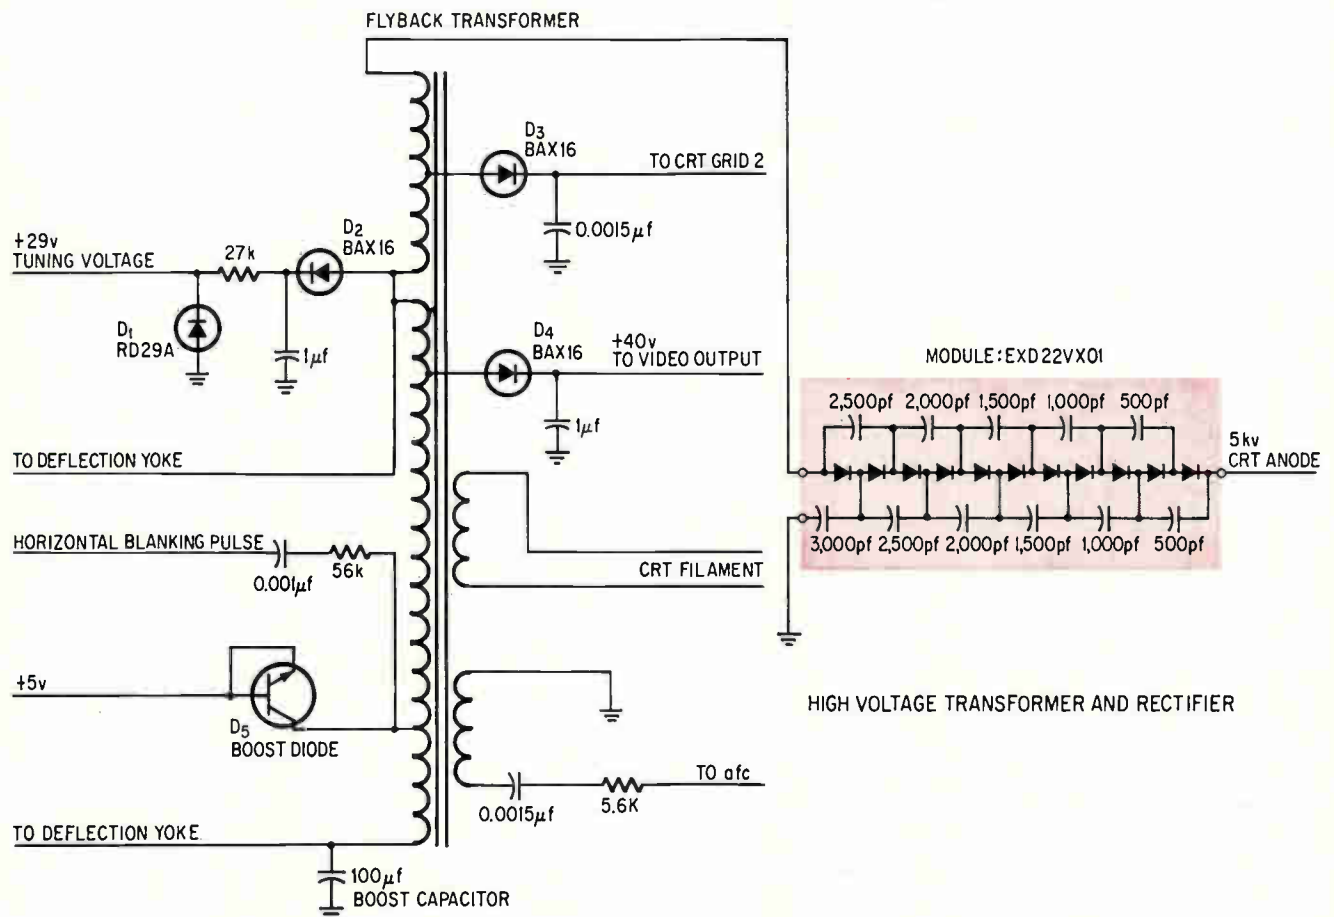 FLYBACK TRANSFORMER
D3
BAX16
TO CRT GRID 2
0.0015μf
D2
BAX16
+29v
TUNING VOLTAGE
27k
D1
RD29A
1μf
D4
BAX16
+40v
TO VIDEO OUTPUT
1μf
MODULE: EXD22VX01
2,500pf 2,000pf 1,500pf 1,000pf 500pf
5kv
CRT ANODE
3,000pf 2,500pf 2,000pf 1,500pf 1,000pf 500pf
TO DEFLECTION YOKE
HORIZONTAL BLANKING PULSE
0.001μf
56k
CRT FILAMENT
+5v
D5
BOOST DIODE
HIGH VOLTAGE TRANSFORMER AND RECTIFIER
TO afc
0.0015μf
5.6K
TO DEFLECTION YOKE
100μf
BOOST CAPACITOR